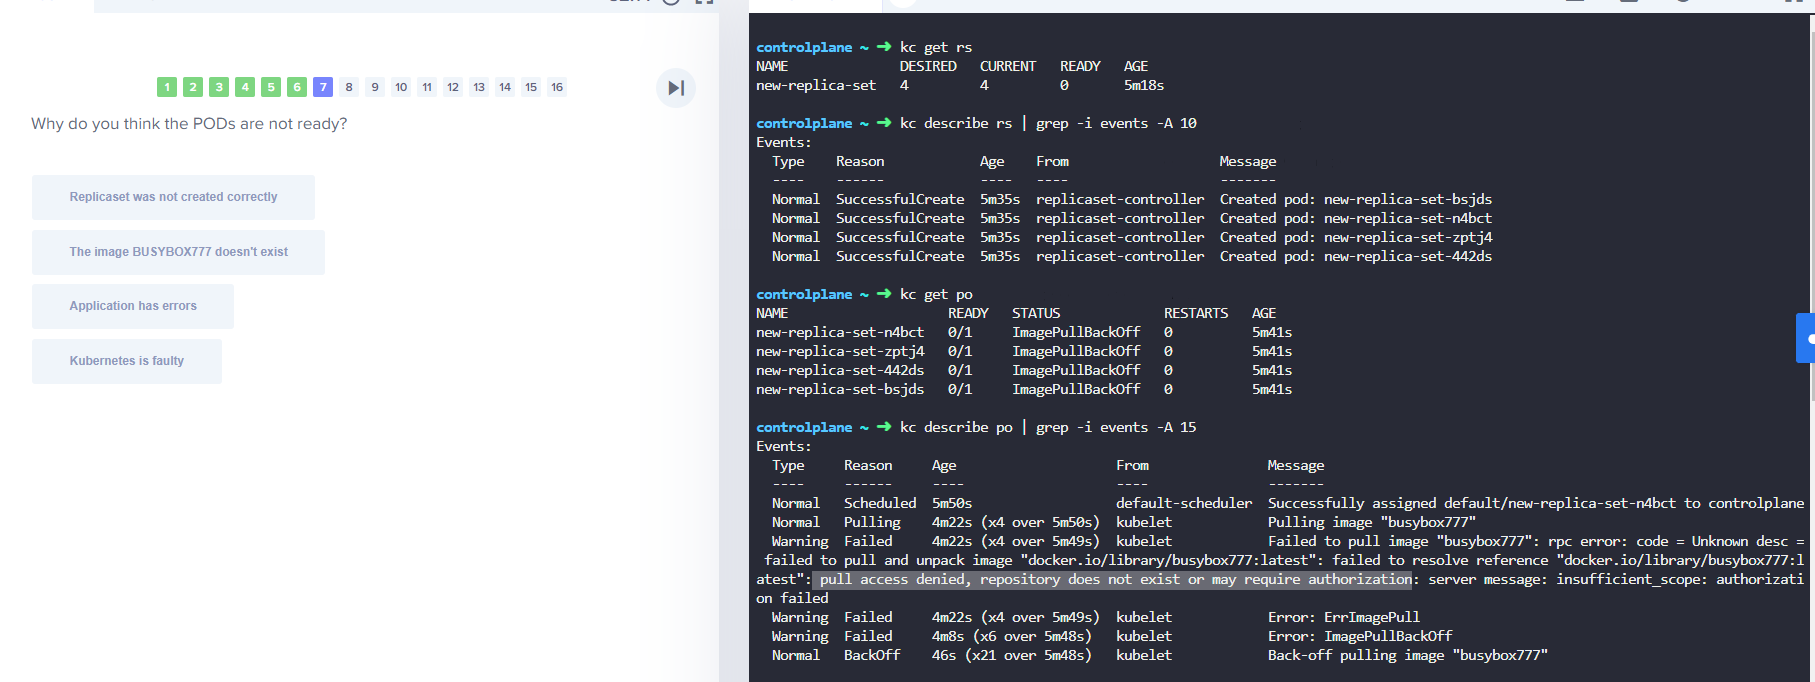 1 2 3 4 5 6 7 8 9 10 11 12 13 14 15 16
Why do you think the PODs are not ready?
Replicaset was not created correctly
The image BUSYBOX777 doesn't exist
Application has errors
Kubernetes is faulty
controlplane ~ ➜ kc get rs
NAME DESIRED CURRENT READY AGE
new-replica-set 4 4 0 5m18s
controlplane ~ ➜ kc describe rs | grep -i events -A 10
Events:
Type Reason Age From Message
---- ------ ---- ---- -------
Normal SuccessfulCreate 5m35s replicaset-controller Created pod: new-replica-set-bsjds
Normal SuccessfulCreate 5m35s replicaset-controller Created pod: new-replica-set-n4bct
Normal SuccessfulCreate 5m35s replicaset-controller Created pod: new-replica-set-zptj4
Normal SuccessfulCreate 5m35s replicaset-controller Created pod: new-replica-set-442ds
controlplane ~ ➜ kc get po
NAME READY STATUS RESTARTS AGE
new-replica-set-n4bct 0/1 ImagePullBackOff 0 5m41s
new-replica-set-zptj4 0/1 ImagePullBackOff 0 5m41s
new-replica-set-442ds 0/1 ImagePullBackOff 0 5m41s
new-replica-set-bsjds 0/1 ImagePullBackOff 0 5m41s
controlplane ~ ➜ kc describe po | grep -i events -A 15
Events:
Type Reason Age From Message
---- ------ ---- ---- -------
Normal Scheduled 5m50s default-scheduler Successfully assigned default/new-replica-set-n4bct to controlplane
Normal Pulling 4m22s (x4 over 5m50s) kubelet Pulling image "busybox777"
Warning Failed 4m22s (x4 over 5m49s) kubelet Failed to pull image "busybox777": rpc error: code = Unknown desc =
failed to pull and unpack image "docker.io/library/busybox777:latest": failed to resolve reference "docker.io/library/busybox777:l
atest": pull access denied, repository does not exist or may require authorization: server message: insufficient_scope: authorizati
on failed
Warning Failed 4m22s (x4 over 5m49s) kubelet Error: ErrImagePull
Warning Failed 4m8s (x6 over 5m48s) kubelet Error: ImagePullBackOff
Normal BackOff 46s (x21 over 5m48s) kubelet Back-off pulling image "busybox777"